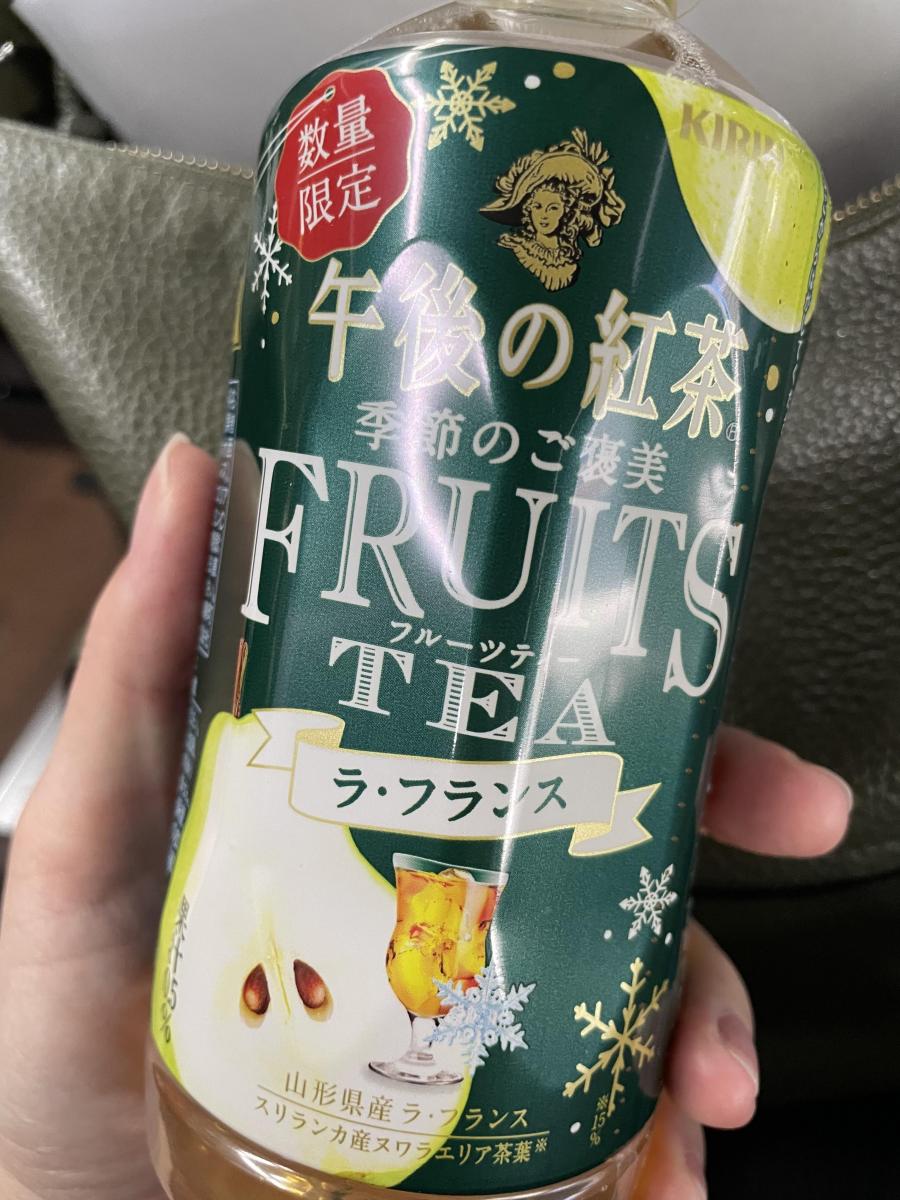 数量
限定
KIRIN
午後の紅茶
季節のご褒美
FRUITS
フルーツティー
TEA
ラ・フランス
果汁5%
山形県産 ラ・フランス
スリランカ産ヌワラエリア茶葉※
※15%